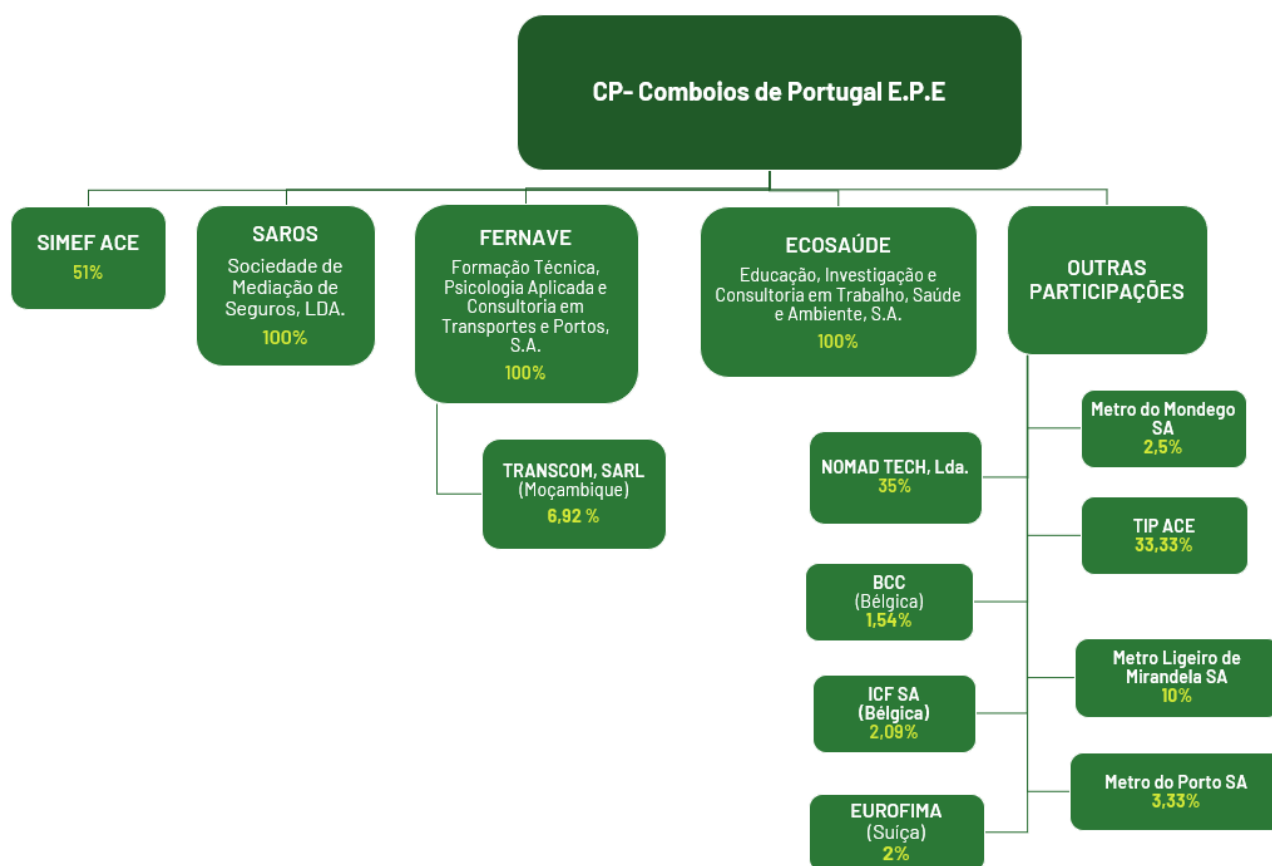 CP- Comboios de Portugal E.P.E
SIMEF ACE
51%
SAROS
Sociedade de
Mediação de
Seguros, LDA.
100%
FERNAVE
Formação Técnica,
Psicologia Aplicada e
Consultoria em
Transportes e Portos,
S.A.
100%
ECOSAÚDE
Educação, Investigação e
Consultoria em Trabalho, Saúde
e Ambiente, S.A.
100%
OUTRAS
PARTICIPAÇÕES
TRANSCOM, SARL
(Moçambique)
6,92 %
NOMAD TECH, Lda.
35%
BCC
(Bélgica)
1,54%
ICF SA
(Bélgica)
2,09%
EUROFIMA
(Suíça)
2%
Metro do Mondego
SA
2,5%
TIP ACE
33,33%
Metro Ligeiro de
Mirandela SA
10%
Metro do Porto SA
3,33%